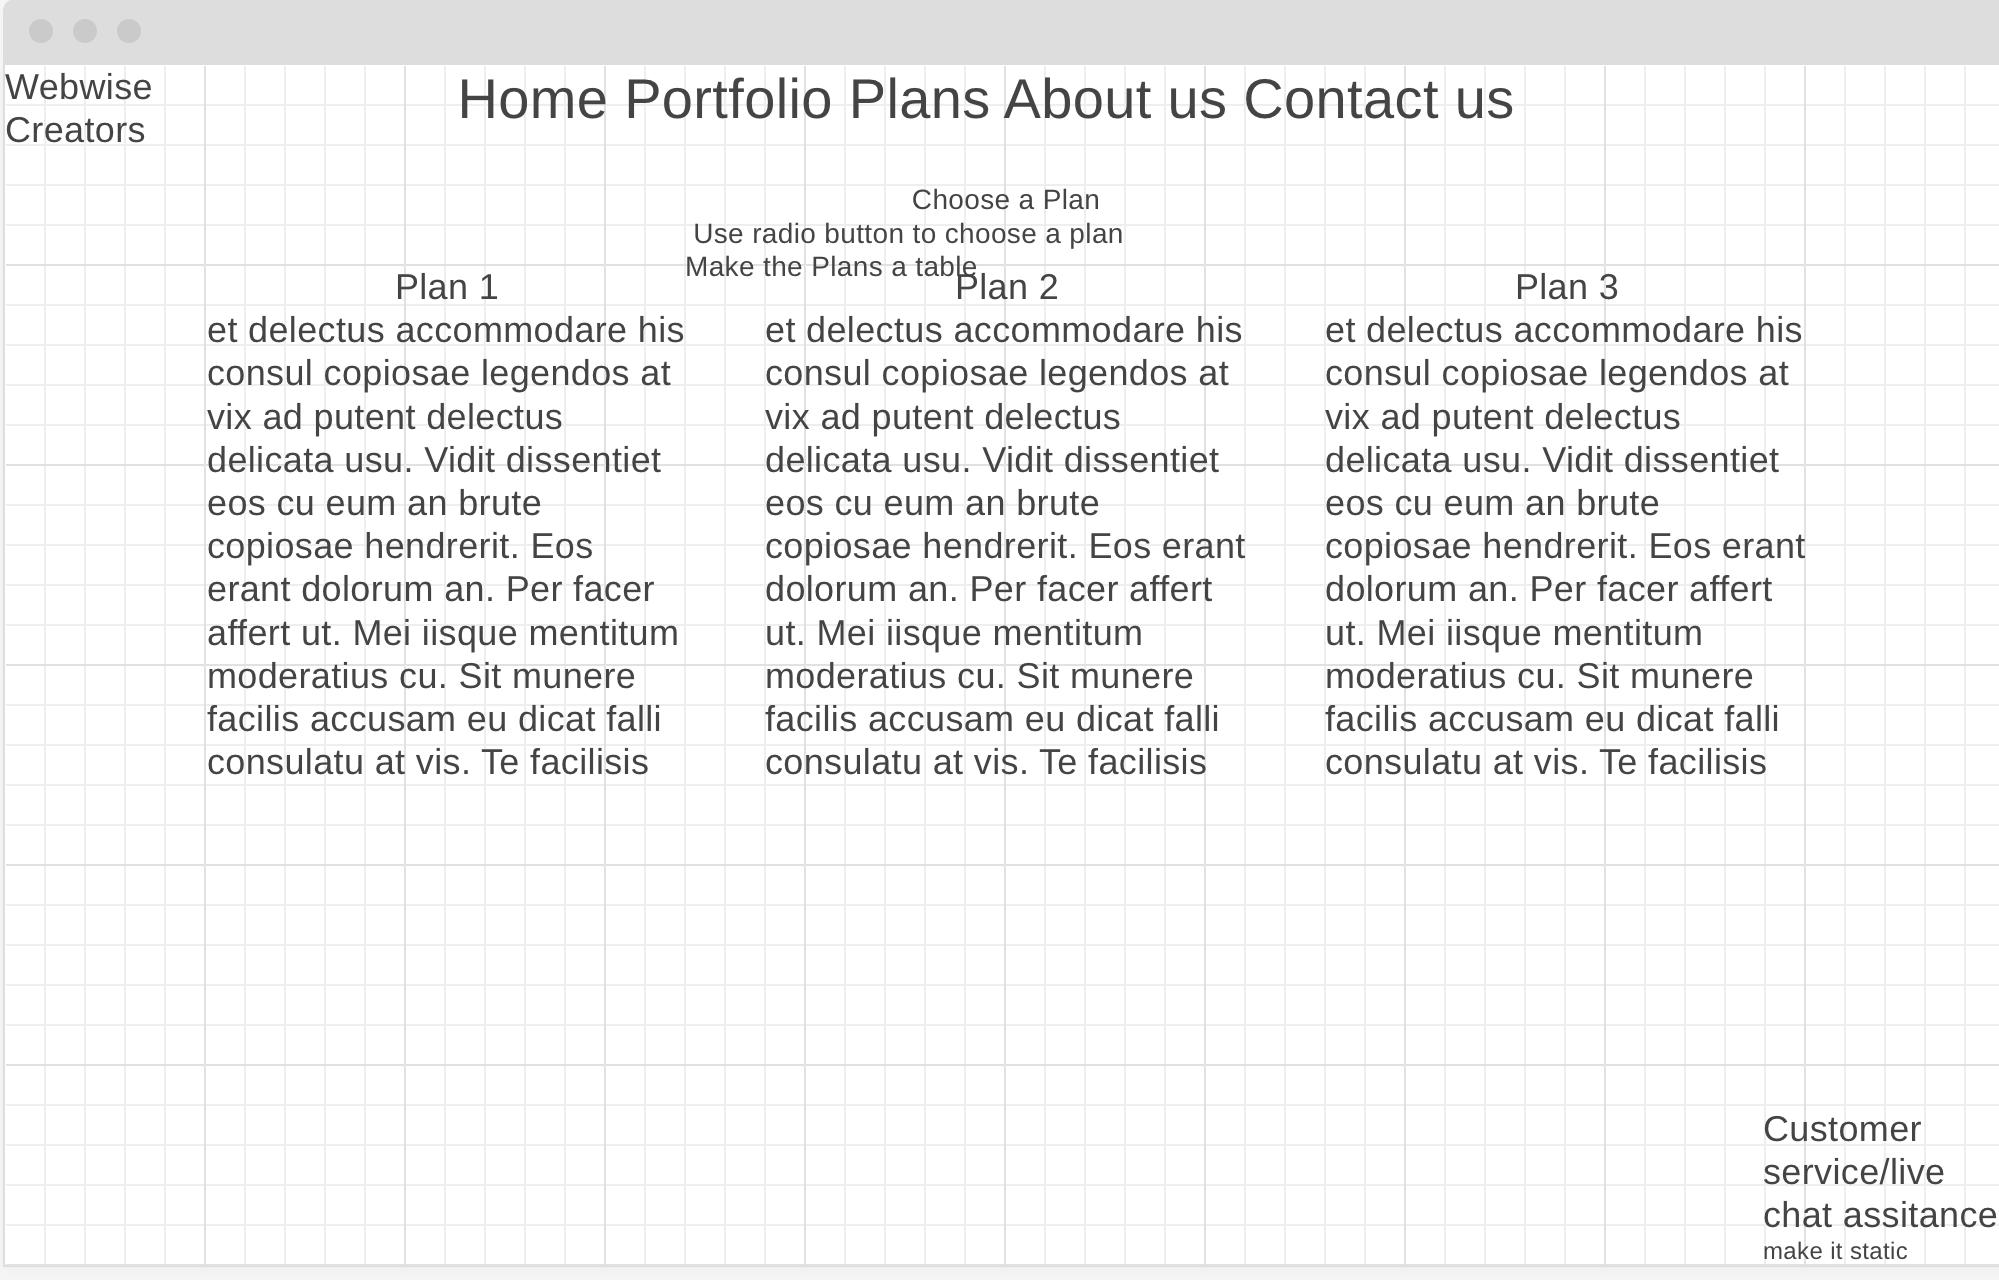 Webwise
Creators
Home Portfolio Plans About us Contact us
Choose a Plan
Use radio button to choose a plan
Make the Plans a table
Plan 1
et delectus accommodare his
consul copiosae legendos at
vix ad putent delectus
delicata usu. Vidit dissentiet
eos cu eum an brute
copiosae hendrerit. Eos
erant dolorum an. Per facer
affert ut. Mei iisque mentitum
moderatius cu. Sit munere
facilis accusam eu dicat falli
consulatu at vis. Te facilisis
Plan 2
et delectus accommodare his
consul copiosae legendos at
vix ad putent delectus
delicata usu. Vidit dissentiet
eos cu eum an brute
copiosae hendrerit. Eos erant
dolorum an. Per facer affert
ut. Mei iisque mentitum
moderatius cu. Sit munere
facilis accusam eu dicat falli
consulatu at vis. Te facilisis
Plan 3
et delectus accommodare his
consul copiosae legendos at
vix ad putent delectus
delicata usu. Vidit dissentiet
eos cu eum an brute
copiosae hendrerit. Eos erant
dolorum an. Per facer affert
ut. Mei iisque mentitum
moderatius cu. Sit munere
facilis accusam eu dicat falli
consulatu at vis. Te facilisis
Customer
service/live
chat assitance
make it static